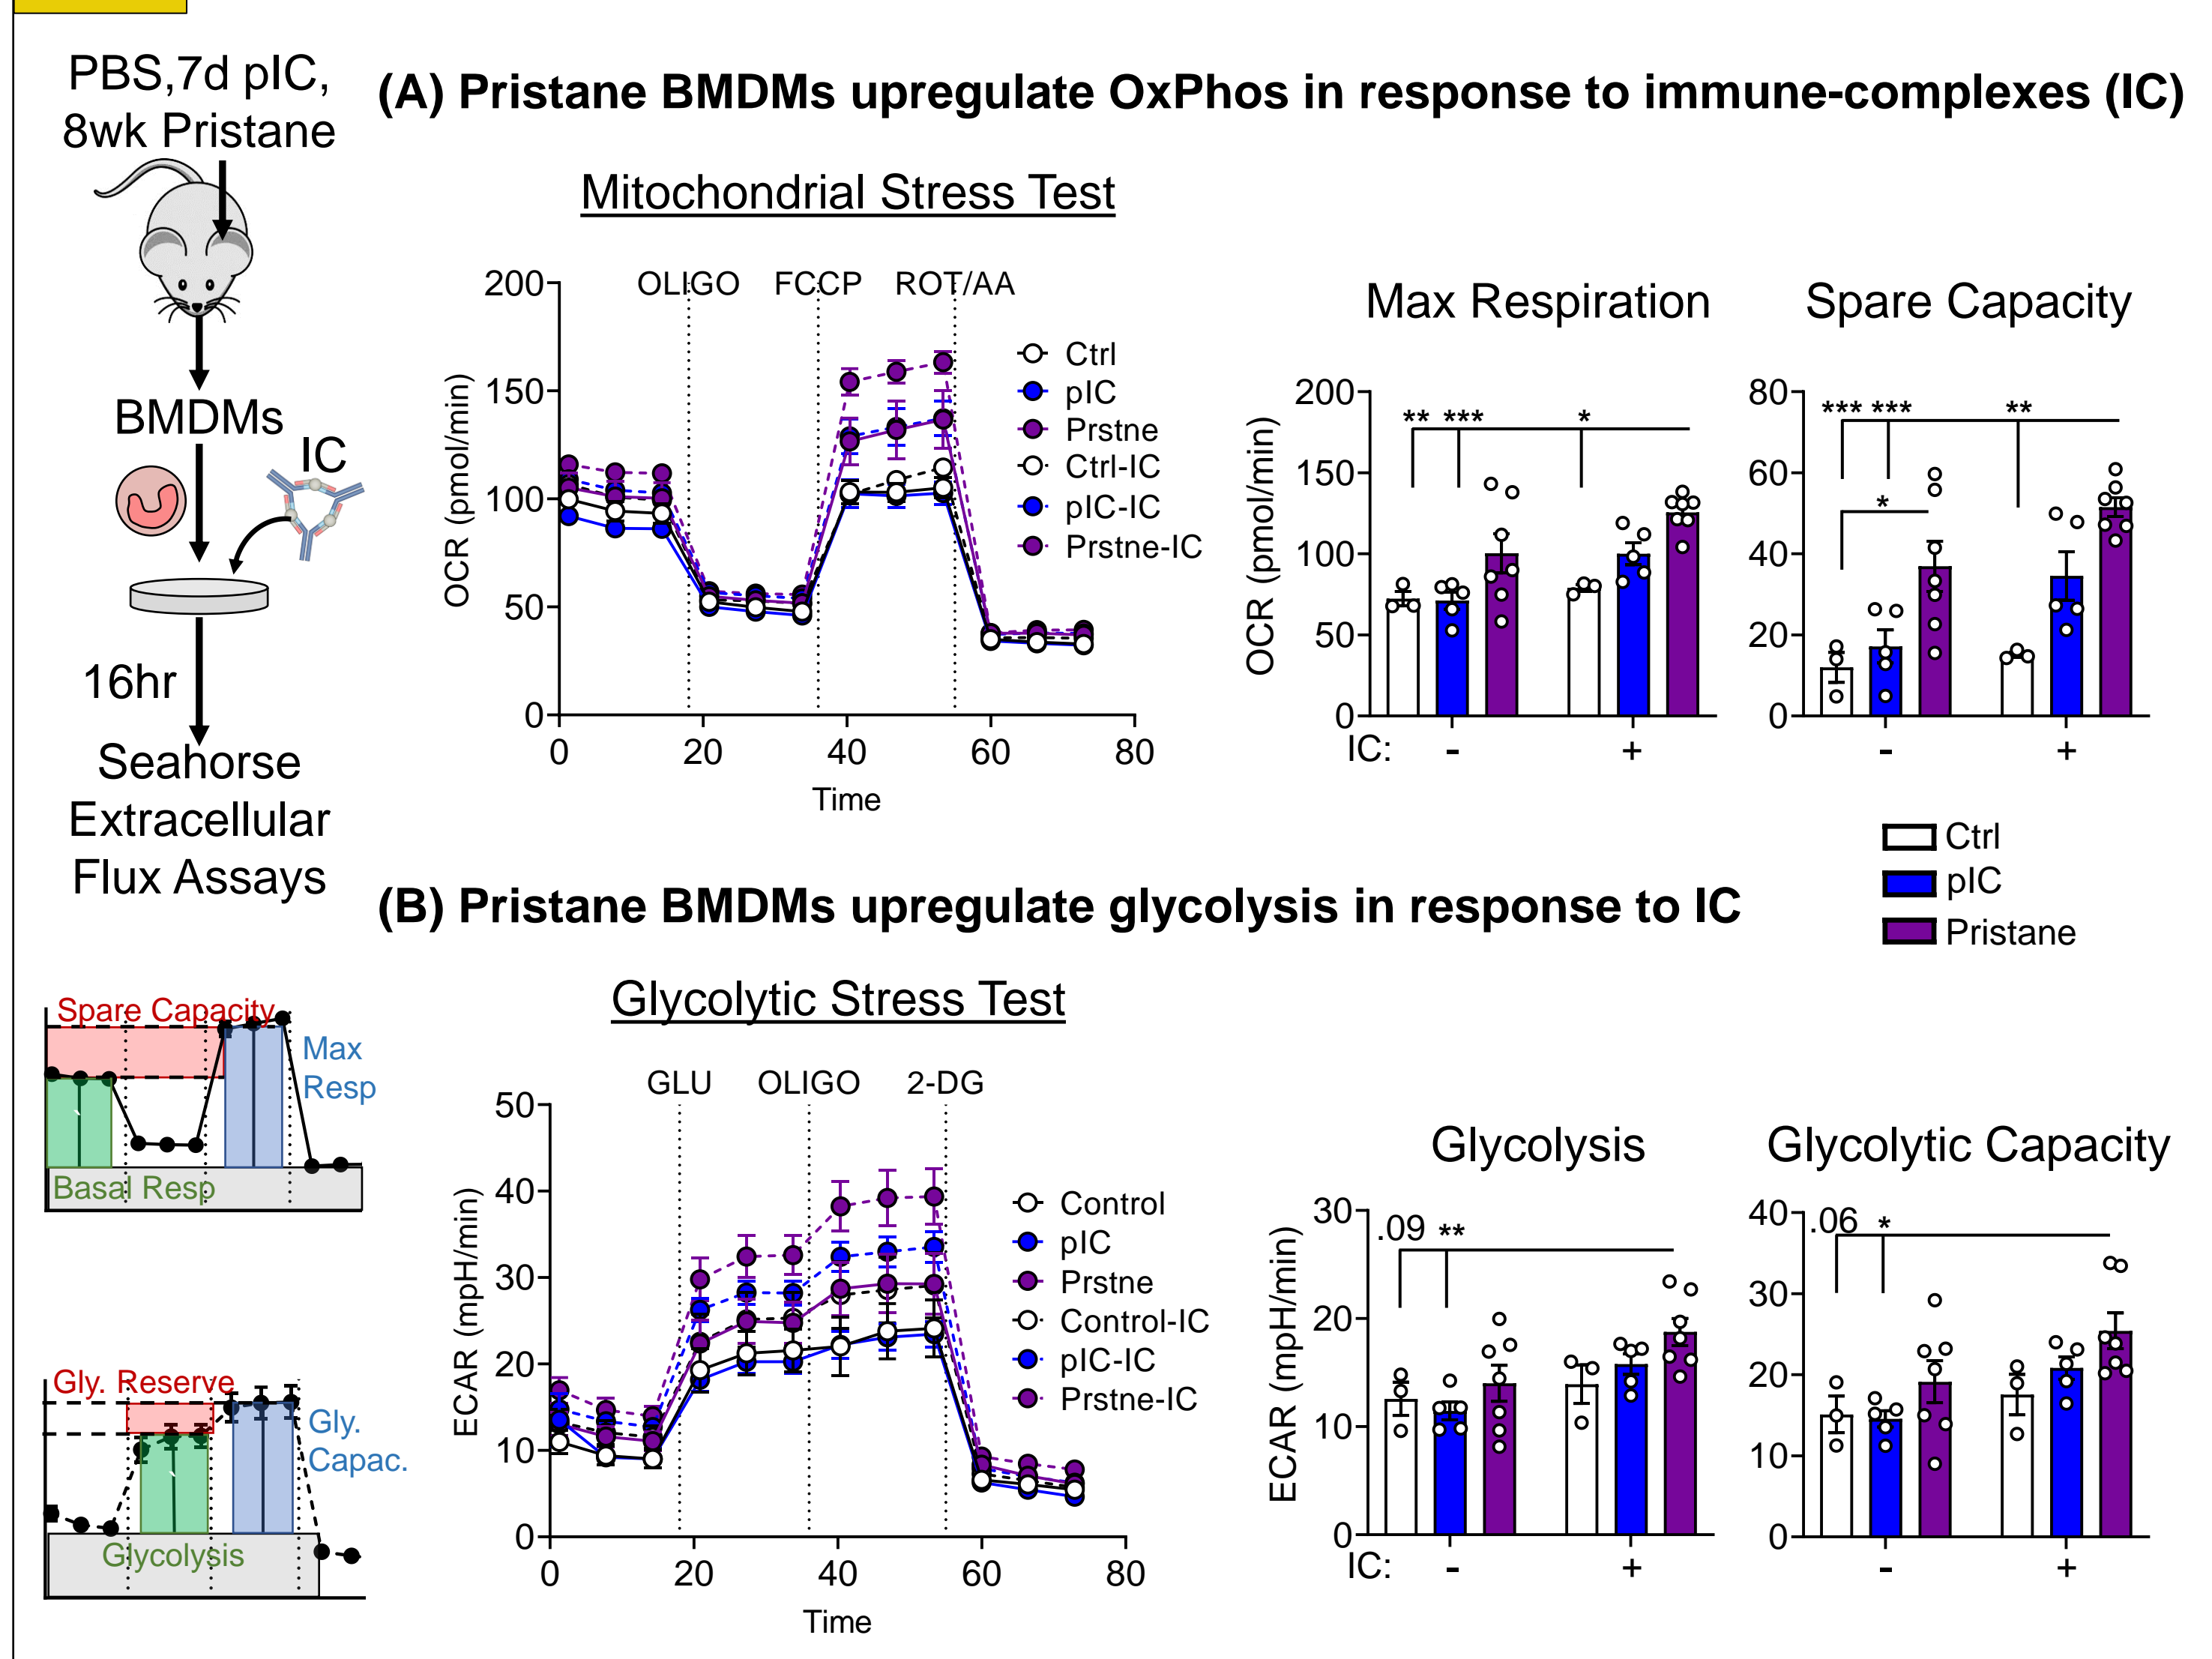 PBS,7d pIC,
8wk Pristane
BMDMs
IC
16hr
Seahorse
Extracellular
Flux Assays
Spare Capacity
Max
Resp
Basal Resp
Gly. Reserve
Gly.
Capac.
Glycolysis
(A) Pristane BMDMs upregulate OxPhos in response to immune-complexes (IC)
Mitochondrial Stress Test
OLIGO FCCP ROT/AA
OCR (pmol/min)
200
150
100
50
0
0 20 40 60 80
Time
Ctrl
pIC
Prstne
Ctrl-IC
pIC-IC
Prstne-IC
Max Respiration
OCR (pmol/min)
200
150
100
50
0
** *** *
IC: - +
Spare Capacity
80
60
40
20
0
*** *** **
*
- +
Ctrl
pIC
Pristane
(B) Pristane BMDMs upregulate glycolysis in response to IC
Glycolytic Stress Test
GLU OLIGO 2-DG
ECAR (mpH/min)
50
40
30
20
10
0
0 20 40 60 80
Time
Control
pIC
Prstne
Control-IC
pIC-IC
Prstne-IC
Glycolysis
ECAR (mpH/min)
30
20
10
0
.09 **
IC: - +
Glycolytic Capacity
40
30
20
10
0
.06 *
- +